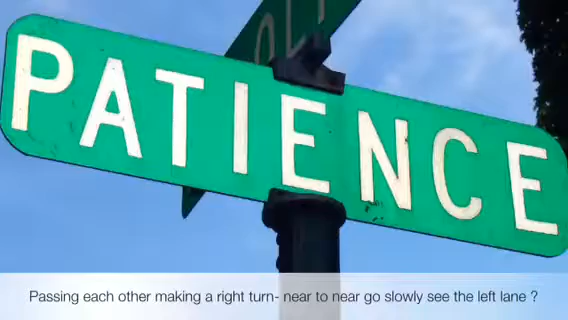 PATIENCE
Passing each other making a right turn- near to near go slowly see the left lane ?